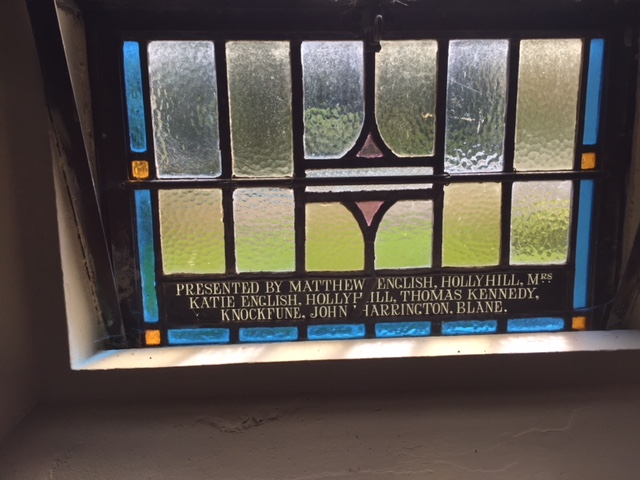 PRESENTED BY MATTHEW ENGLISH, HOLLYHILL, MRS
KATIE ENGLISH, HOLLYHILL, THOMAS KENNEDY,
KNOCKFUNE, JOHN HARRINGTON, BLANE.